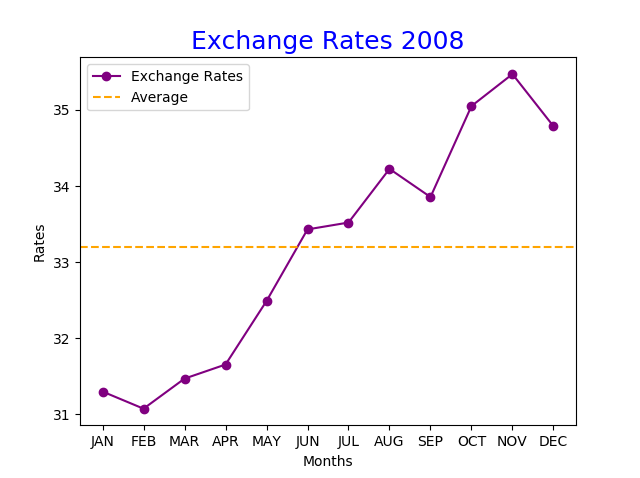 Exchange Rates 2008
Exchange Rates
Average
35
34
33
32
31
Rates
JAN FEB MAR APR MAY JUN JUL AUG SEP OCT NOV DEC
Months